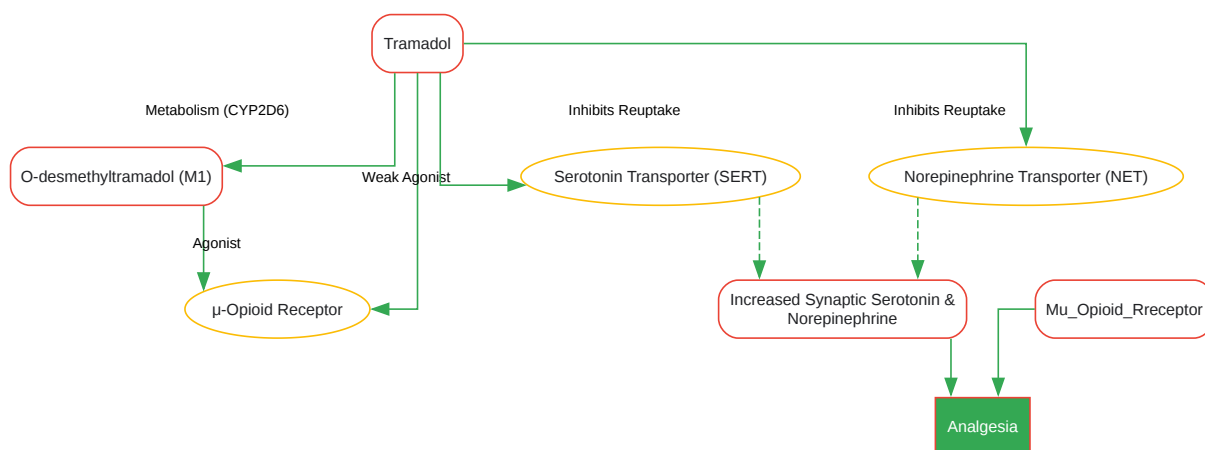 Tramadol
Metabolism (CYP2D6)
Inhibits Reuptake
Inhibits Reuptake
O-desmethyltramadol (M1)
Weak Agonist
Serotonin Transporter (SERT)
Norepinephrine Transporter (NET)
Agonist
μ-Opioid Receptor
Increased Synaptic Serotonin &
Norepinephrine
Mu_Opioid_Rreceptor
Analgesia